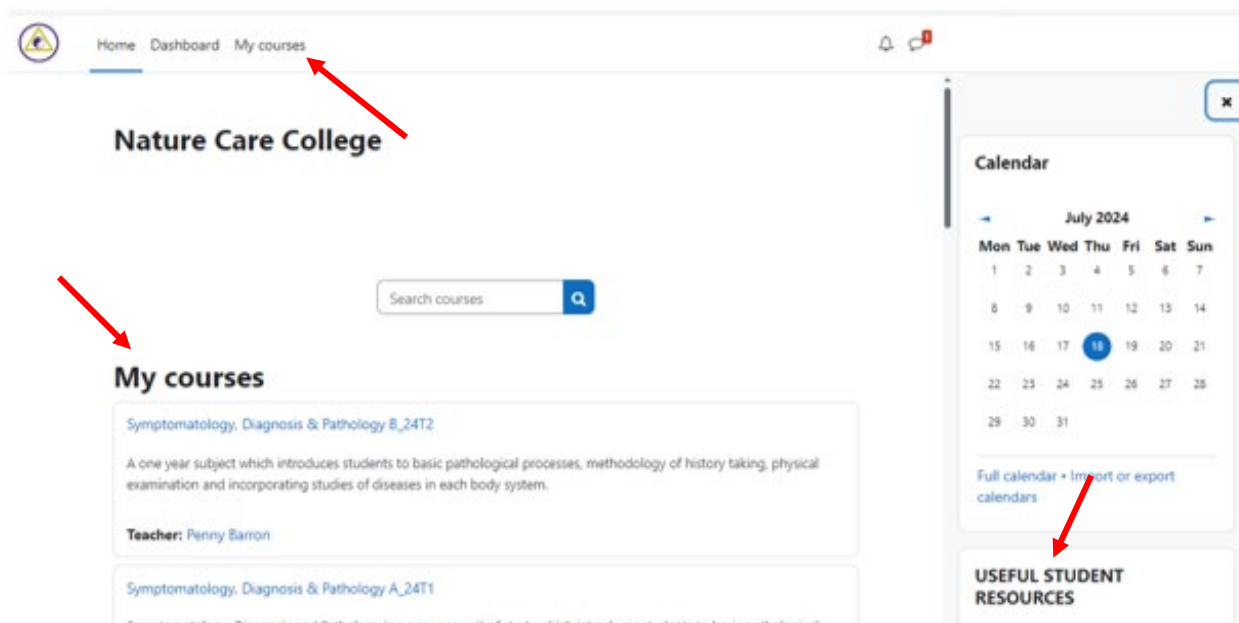 Home Dashboard My courses
1
Nature Care College
Search courses
My courses
Symptomatology, Diagnosis & Pathology B_24T2
A one year subject which introduces students to basic pathological processes, methodology of history taking, physical
examination and incorporating studies of diseases in each body system.
Teacher: Penny Barron
Symptomatology, Diagnosis & Pathology A_24T1
Calendar
July 2024
Mon Tue Wed Thu Fri Sat Sun
1 2 3 4 5 6 7
8 9 10 11 12 13 14
15 16 17 18 19 20 21
22 23 24 25 26 27 28
29 30 31
Full calendar • Import or export
calendars
USEFUL STUDENT
RESOURCES